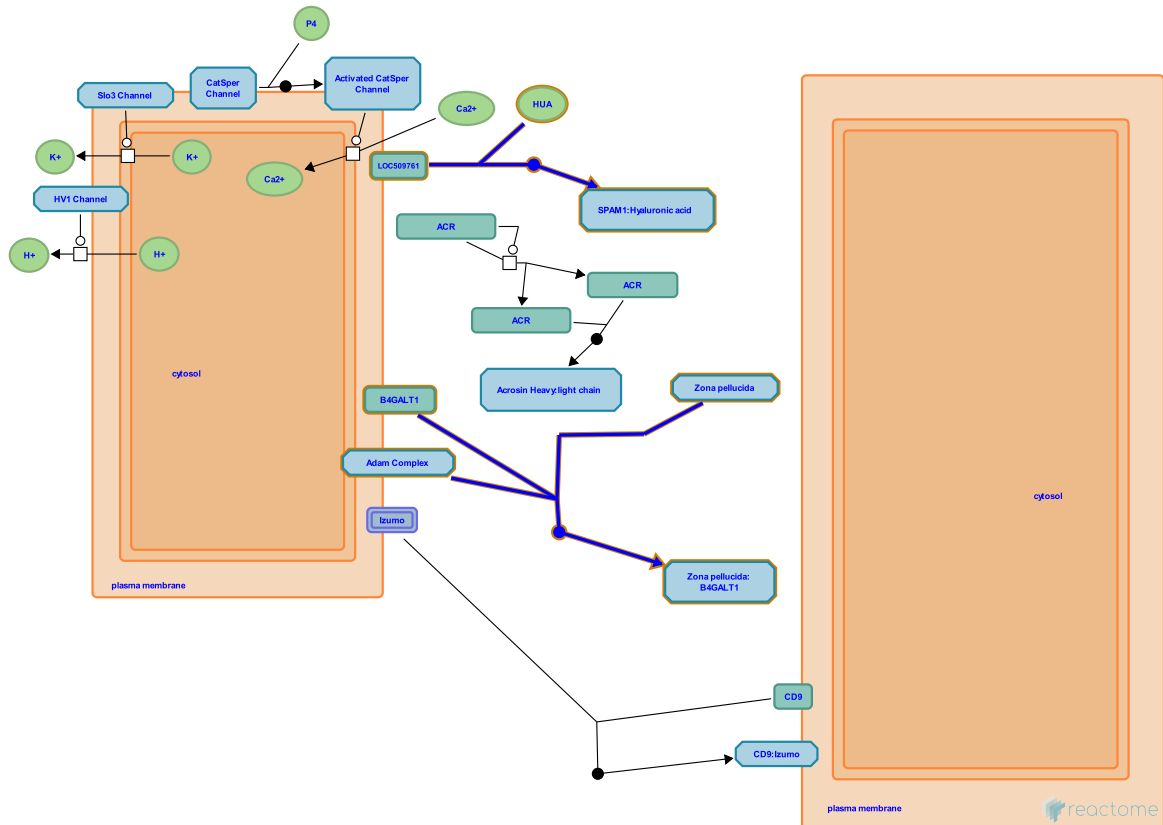 P4
CatSper
Channel
Activated CatSper
Channel
Slo3 Channel
Ca2+
HUA
K+
K+
Ca2+
LOC509761
HV1 Channel
SPAM1:Hyaluronic acid
ACR
H+
H+
ACR
ACR
cytosol
Acrosin Heavy:light chain
Zona pellucida
B4GALT1
Adam Complex
cytosol
Izumo
Zona pellucida:
B4GALT1
plasma membrane
CD9
CD9:Izumo
plasma membrane
reactome